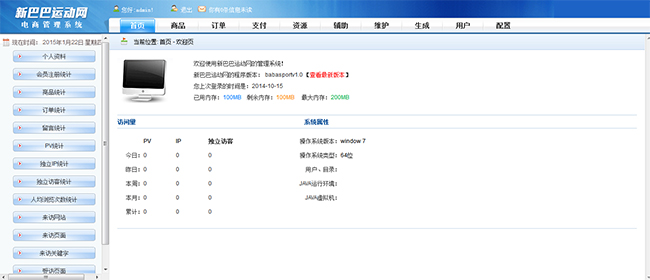 新巴巴运动网
电商管理系统
您好:admin! 退出 你有0条信息未读
首页 商品 订单 支付 资源 辅助 维护 生成 用户 配置
现在时间: 2015年1月22日 星期
当前位置: 首页 - 欢迎页
个人资料
会员注册统计
商品统计
订单统计
留言统计
PV统计
独立IP统计
独立访客统计
人均浏览次数统计
来访网站
来访页面
来访关键字
受访页面
欢迎使用新巴巴运动网的管理系统!
新巴巴运动网的程序版本: babasportv1.0 【查看最新版本】
您上次登录的时间是: 2014-10-15
已用内存: 100MB 剩余内存: 100MB 最大内存: 200MB
访问量 系统属性
PV IP 独立访客
今日: 0 0 0
昨日: 0 0 0
本周: 0 0 0
本月: 0 0 0
累计: 0 0 0
操作系统版本: window 7
操作系统类型: 64位
用户、目录:
JAVA运行环境:
JAVA虚拟机: